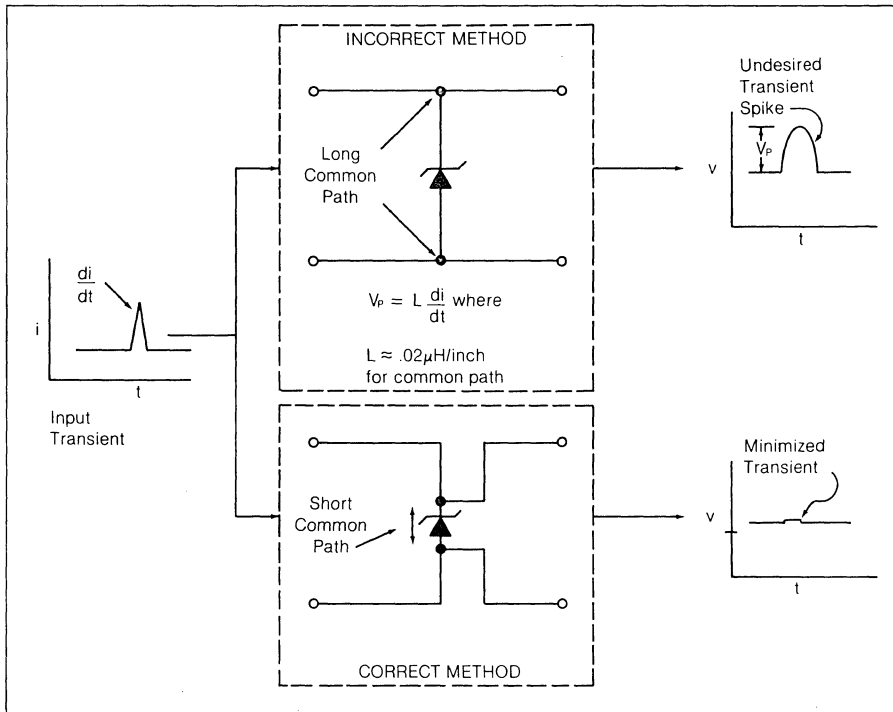 INCORRECT METHOD
Long
Common
Path
V_P = L di/dt where
L ≈ .02µH/inch
for common path
Undesired
Transient
Spike
V_P
v
t
di/dt
i
t
Input
Transient
Short
Common
Path
CORRECT METHOD
Minimized
Transient
v
t